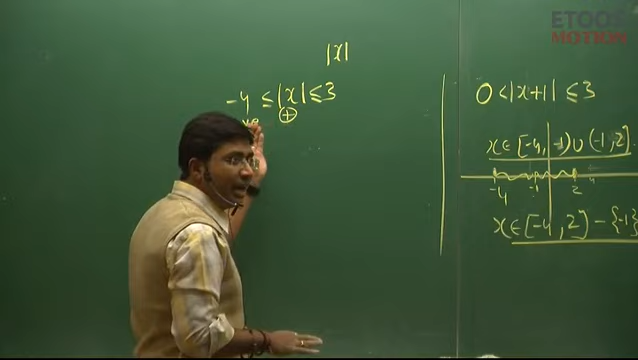 |x|
-4 ≤ |x| ≤ 3
+
0 < |x+1| ≤ 3
x∈[-4, -1) ∪ (-1, 2]
-4 -1 2
x∈[-4, 2] - {-1}
ETOOS
MOTION